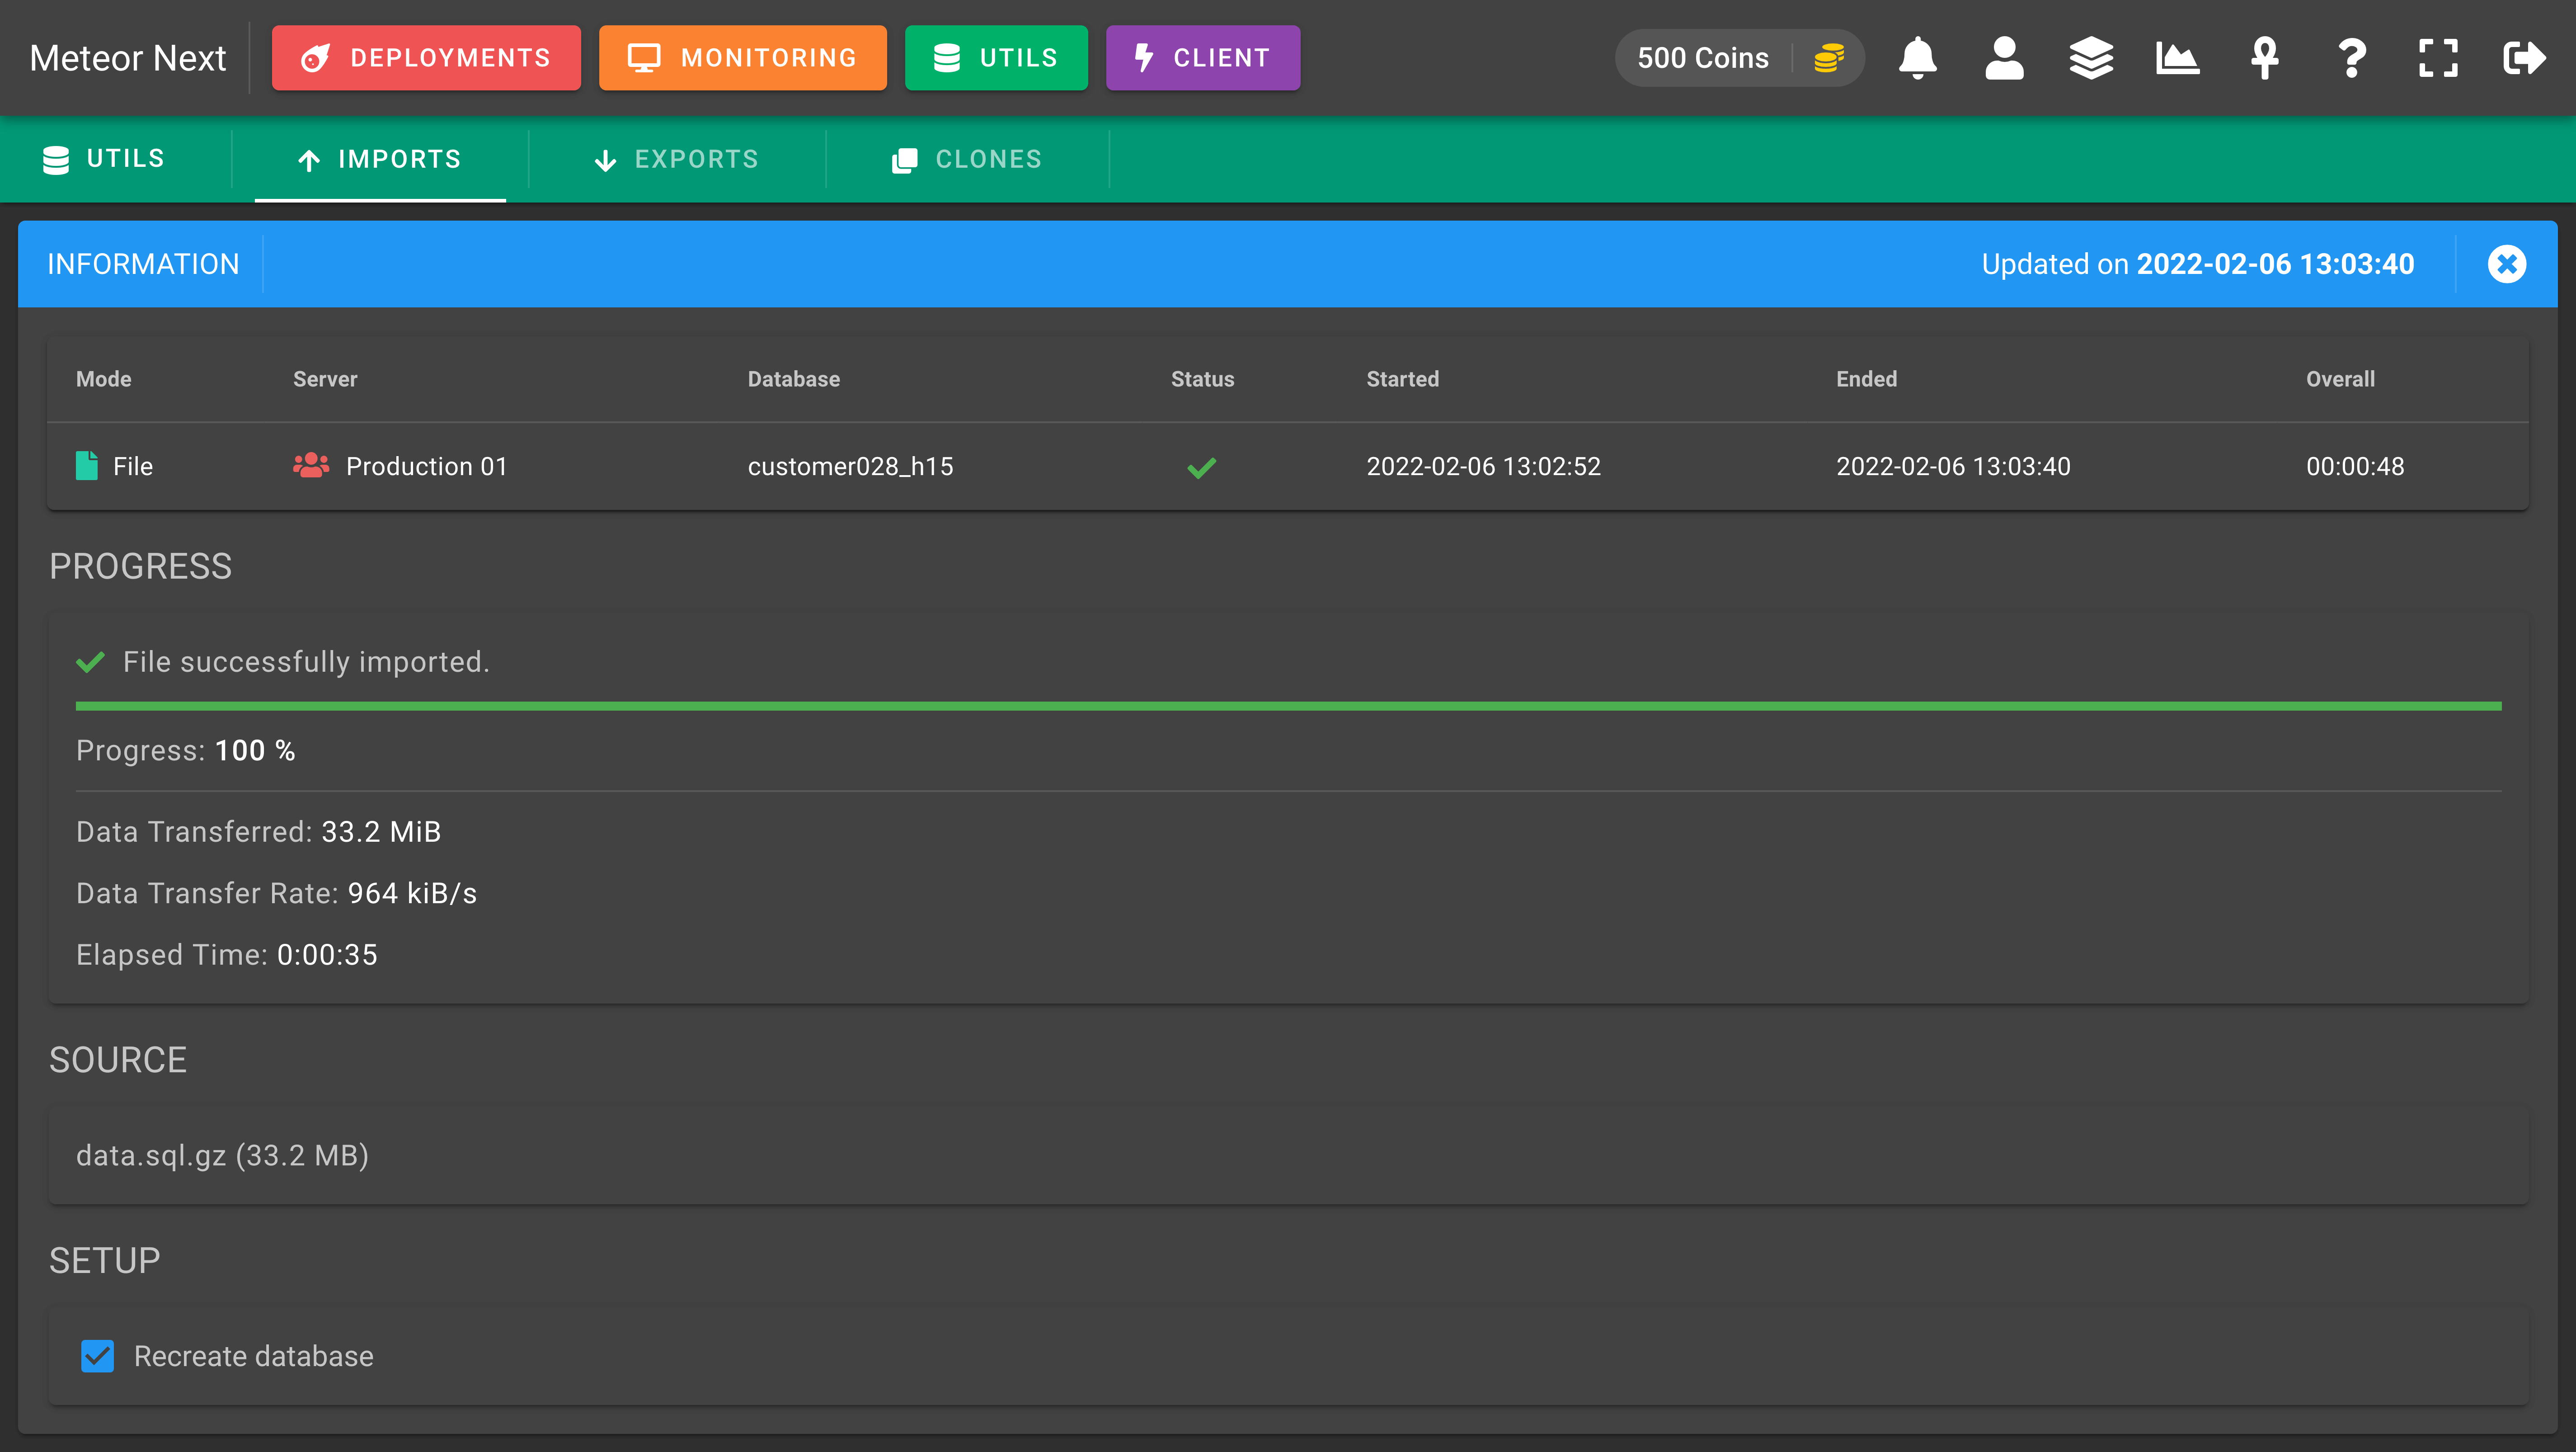 Meteor Next DEPLOYMENTS MONITORING UTILS CLIENT 500 Coins
UTILS IMPORTS EXPORTS CLONES
INFORMATION Updated on 2022-02-06 13:03:40
Mode Server Database Status Started Ended Overall
File Production 01 customer028_h15 2022-02-06 13:02:52 2022-02-06 13:03:40 00:00:48
PROGRESS
File successfully imported.
Progress: 100 %
Data Transferred: 33.2 MiB
Data Transfer Rate: 964 kiB/s
Elapsed Time: 0:00:35
SOURCE
data.sql.gz (33.2 MB)
SETUP
Recreate database